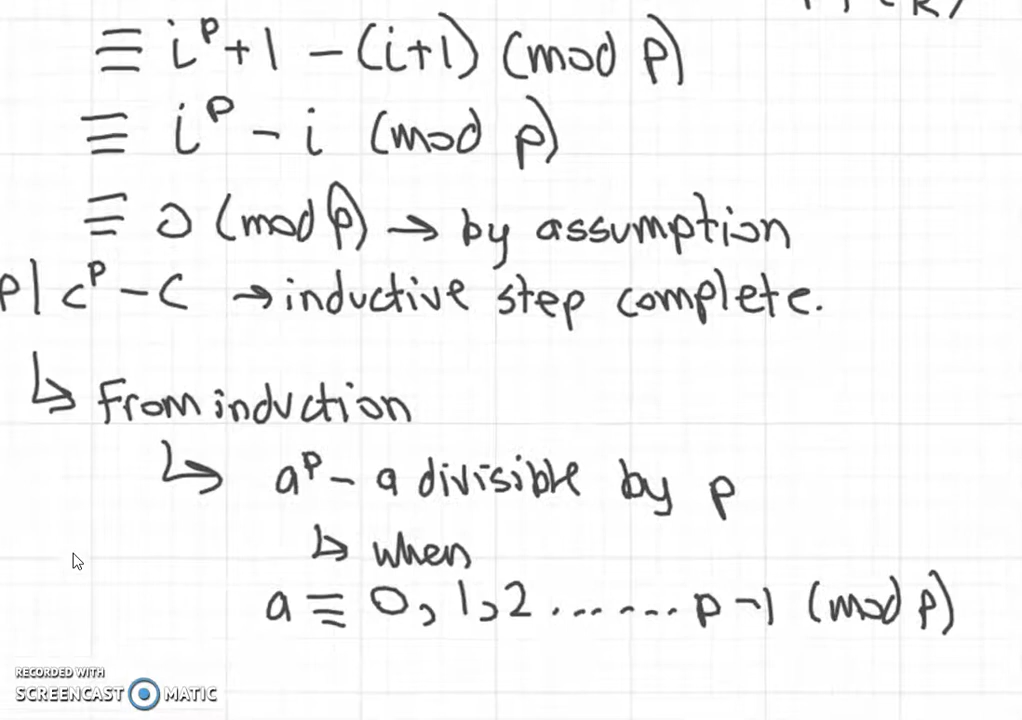 ≡ i^p + 1 - (i+1) (mod p)
≡ i^p - i (mod p)
≡ 0 (mod p) → by assumption
p | c^p - c → inductive step complete.
↳ From induction
↳ a^p - a divisible by p
↳ when
a ≡ 0, 1, 2 ....... p-1 (mod p)
RECORDED WITH
SCREENCAST MATIC